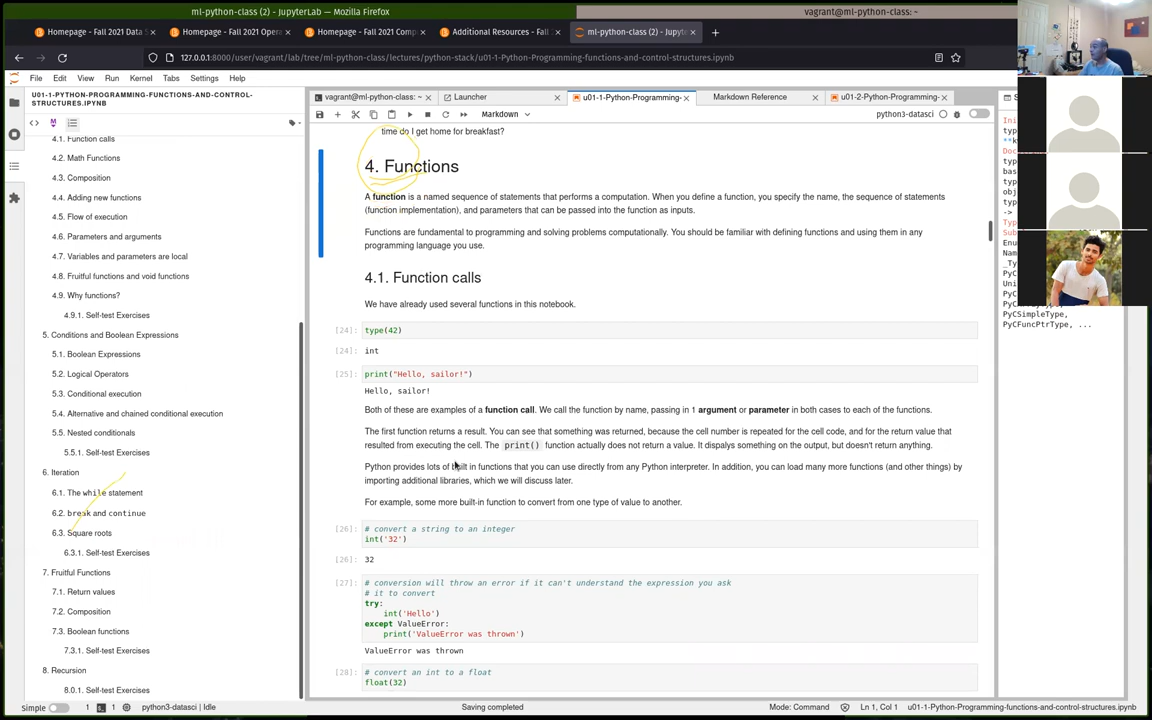 ml-python-class (2) - JupyterLab — Mozilla Firefox
vagrant@ml-python-class: ~
Homepage - Fall 2021 Data S
Homepage - Fall 2021 Opera
Homepage - Fall 2021 Comp
Additional Resources - Fall
ml-python-class (2) - Jupyte
127.0.0.1:8000/user/vagrant/lab/tree/ml-python-class/lectures/python-stack/u01-1-Python-Programming-functions-and-control-structures.ipynb
File Edit View Run Kernel Tabs Settings Help
U01-1-PYTHON-PROGRAMMING-FUNCTIONS-AND-CONTROL-
STRUCTURES.IPYNB
4.1. Function calls
4.2. Math Functions
4.3. Composition
4.4. Adding new functions
4.5. Flow of execution
4.6. Parameters and arguments
4.7. Variables and parameters are local
4.8. Fruitful functions and void functions
4.9. Why functions?
4.9.1. Self-test Exercises
5. Conditions and Boolean Expressions
5.1. Boolean Expressions
5.2. Logical Operators
5.3. Conditional execution
5.4. Alternative and chained conditional execution
5.5. Nested conditionals
5.5.1. Self-test Exercises
6. Iteration
6.1. The while statement
6.2. break and continue
6.3. Square roots
6.3.1. Self-test Exercises
7. Fruitful Functions
7.1. Return values
7.2. Composition
7.3. Boolean functions
7.3.1. Self-test Exercises
8. Recursion
8.0.1. Self-test Exercises
vagrant@ml-python-class: ~
Launcher
u01-1-Python-Programming-
Markdown Reference
u01-2-Python-Programming-
Markdown
python3-datasci
time do I get home for breakfast?
4. Functions
A function is a named sequence of statements that performs a computation. When you define a function, you specify the name, the sequence of statements
(function implementation), and parameters that can be passed into the function as inputs.
Functions are fundamental to programming and solving problems computationally. You should be familiar with defining functions and using them in any
programming language you use.
4.1. Function calls
We have already used several functions in this notebook.
[24]: type(42)
[24]: int
[25]: print("Hello, sailor!")
Hello, sailor!
Both of these are examples of a function call. We call the function by name, passing in 1 argument or parameter in both cases to each of the functions.
The first function returns a result. You can see that something was returned, because the cell number is repeated for the cell code, and for the return value that
resulted from executing the cell. The print() function actually does not return a value. It dispalys something on the output, but doesn't return anything.
Python provides lots of built in functions that you can use directly from any Python interpreter. In addition, you can load many more functions (and other things) by
importing additional libraries, which we will discuss later.
For example, some more built-in function to convert from one type of value to another.
[26]: # convert a string to an integer
int('32')
[26]: 32
[27]: # conversion will throw an error if it can't understand the expression you ask
# it to convert
try:
int('Hello')
except ValueError:
print('ValueError was thrown')
ValueError was thrown
[28]: # convert an int to a float
float(32)
Ini
typ
**k
Doc
typ
bas
typ
obj
typ
->
Typ
Sub
Enu
Nam
_Ty
PyC
Uni
PyC
PyCArrayType,
PyCSimpleType,
PyCFuncPtrType, ...
Simple
1
1
python3-datasci | Idle
Saving completed
Mode: Command
Ln 1, Col 1
u01-1-Python-Programming-functions-and-control-structures.ipynb